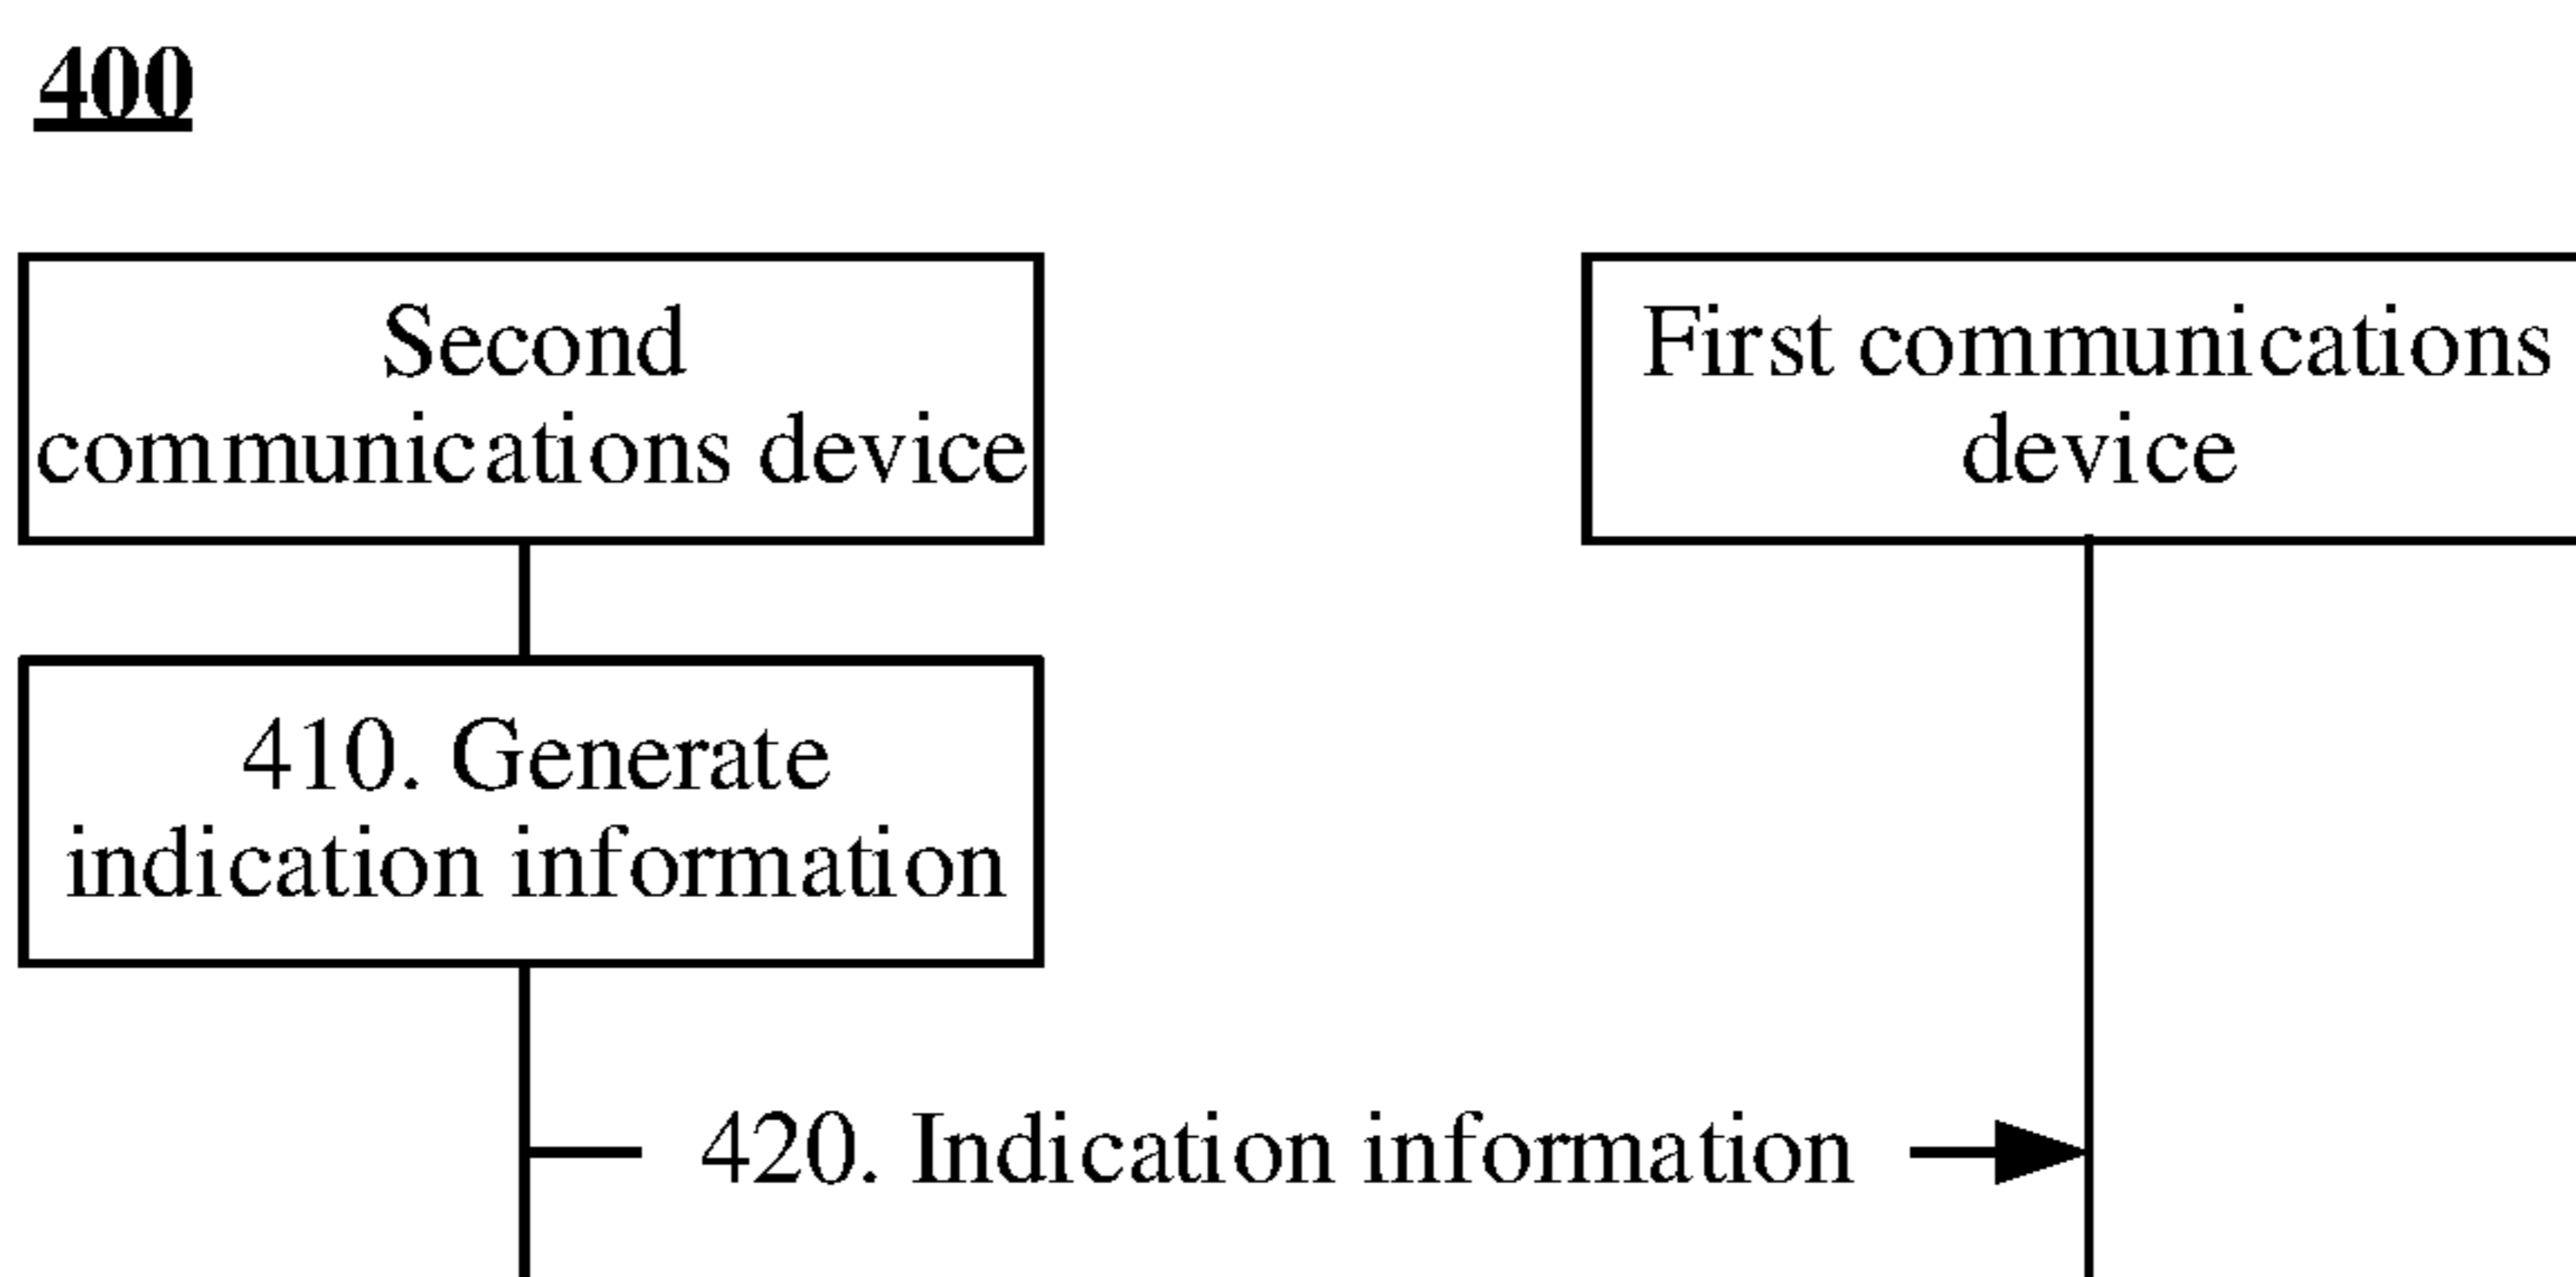 400
Second
communications device
First communications
device
410. Generate
indication information
420. Indication information